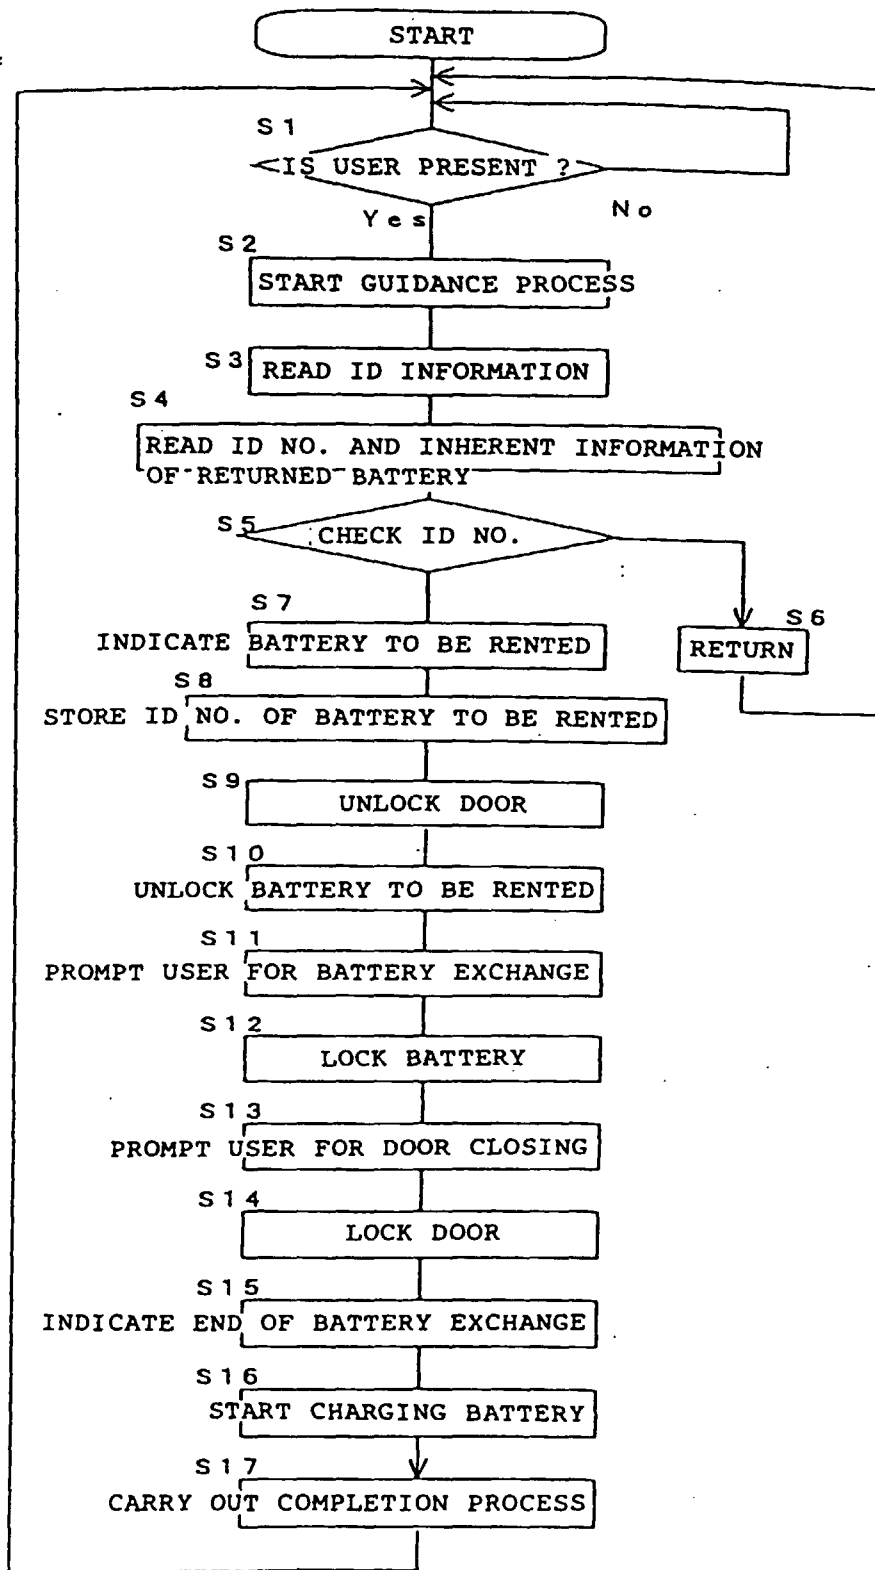 START
S1
IS USER PRESENT ?
Yes
No
S2
START GUIDANCE PROCESS
S3
READ ID INFORMATION
S4
READ ID NO. AND INHERENT INFORMATION
OF RETURNED BATTERY
S5
CHECK ID NO.
S7
INDICATE BATTERY TO BE RENTED
S6
RETURN
S8
STORE ID NO. OF BATTERY TO BE RENTED
S9
UNLOCK DOOR
S10
UNLOCK BATTERY TO BE RENTED
S11
PROMPT USER FOR BATTERY EXCHANGE
S12
LOCK BATTERY
S13
PROMPT USER FOR DOOR CLOSING
S14
LOCK DOOR
S15
INDICATE END OF BATTERY EXCHANGE
S16
START CHARGING BATTERY
S17
CARRY OUT COMPLETION PROCESS